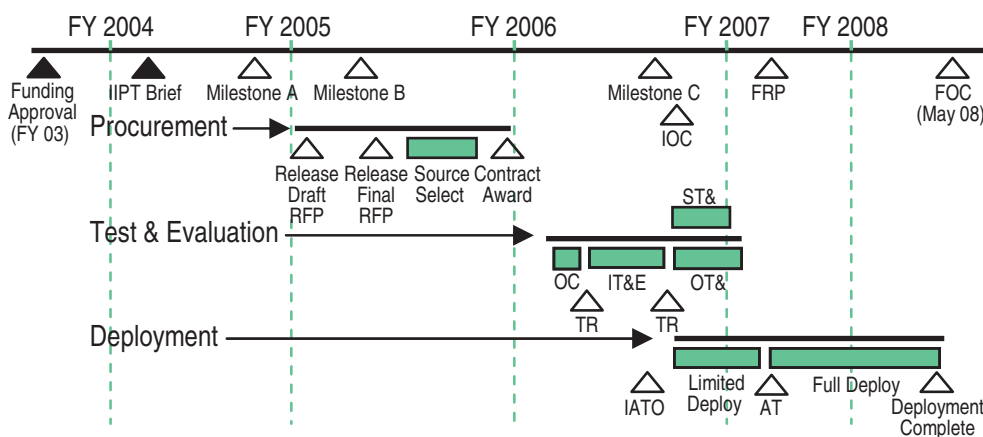 FY 2004 FY 2005 FY 2006 FY 2007 FY 2008
Funding
Approval
(FY 03)
IIPT Brief
Milestone A
Milestone B
Milestone C
IOC
FRP
FOC
(May 08)
Procurement
Release
Draft
RFP
Release
Final
RFP
Source
Select
Contract
Award
Test & Evaluation
ST&
OC
IT&E
OT&
TR
TR
Deployment
IATO
Limited
Deploy
AT
Full Deploy
Deployment
Complete